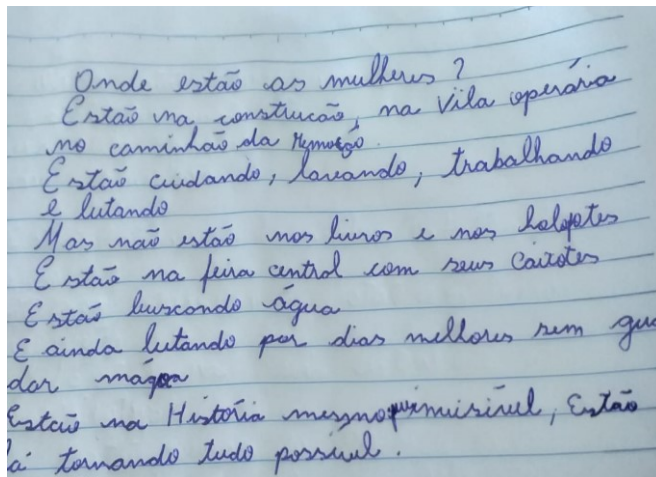 Onde estão as mulheres?
Estão na construcão, na Vila operária
no caminhão da Remoção.
Estão cuidando, lavando, trabalhando
e lutando
Mas não estão nos livros e nos holofotes
Estão na feira central com seus Caixotes
Estão buscando água
E ainda lutando por dias melhores sem gua
dar mágoa
Estão na História mesmo invisível, Estão
lá tornando tudo possível.